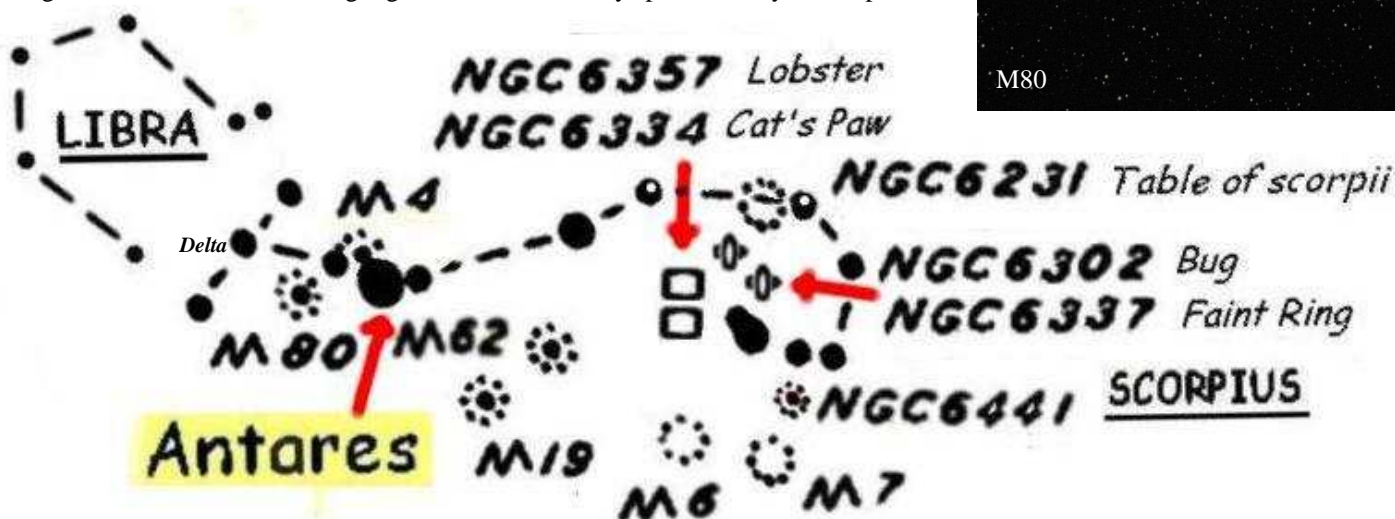 M80
NGC6357 Lobster
NGC6334 Cat's Paw
LIBRA
NGC6231 Table of scorpii
M4
Delta
NGC6302 Bug
NGC6337 Faint Ring
M80
M62
SCORPIUS
NGC6441
Antares
M19
M6
M7